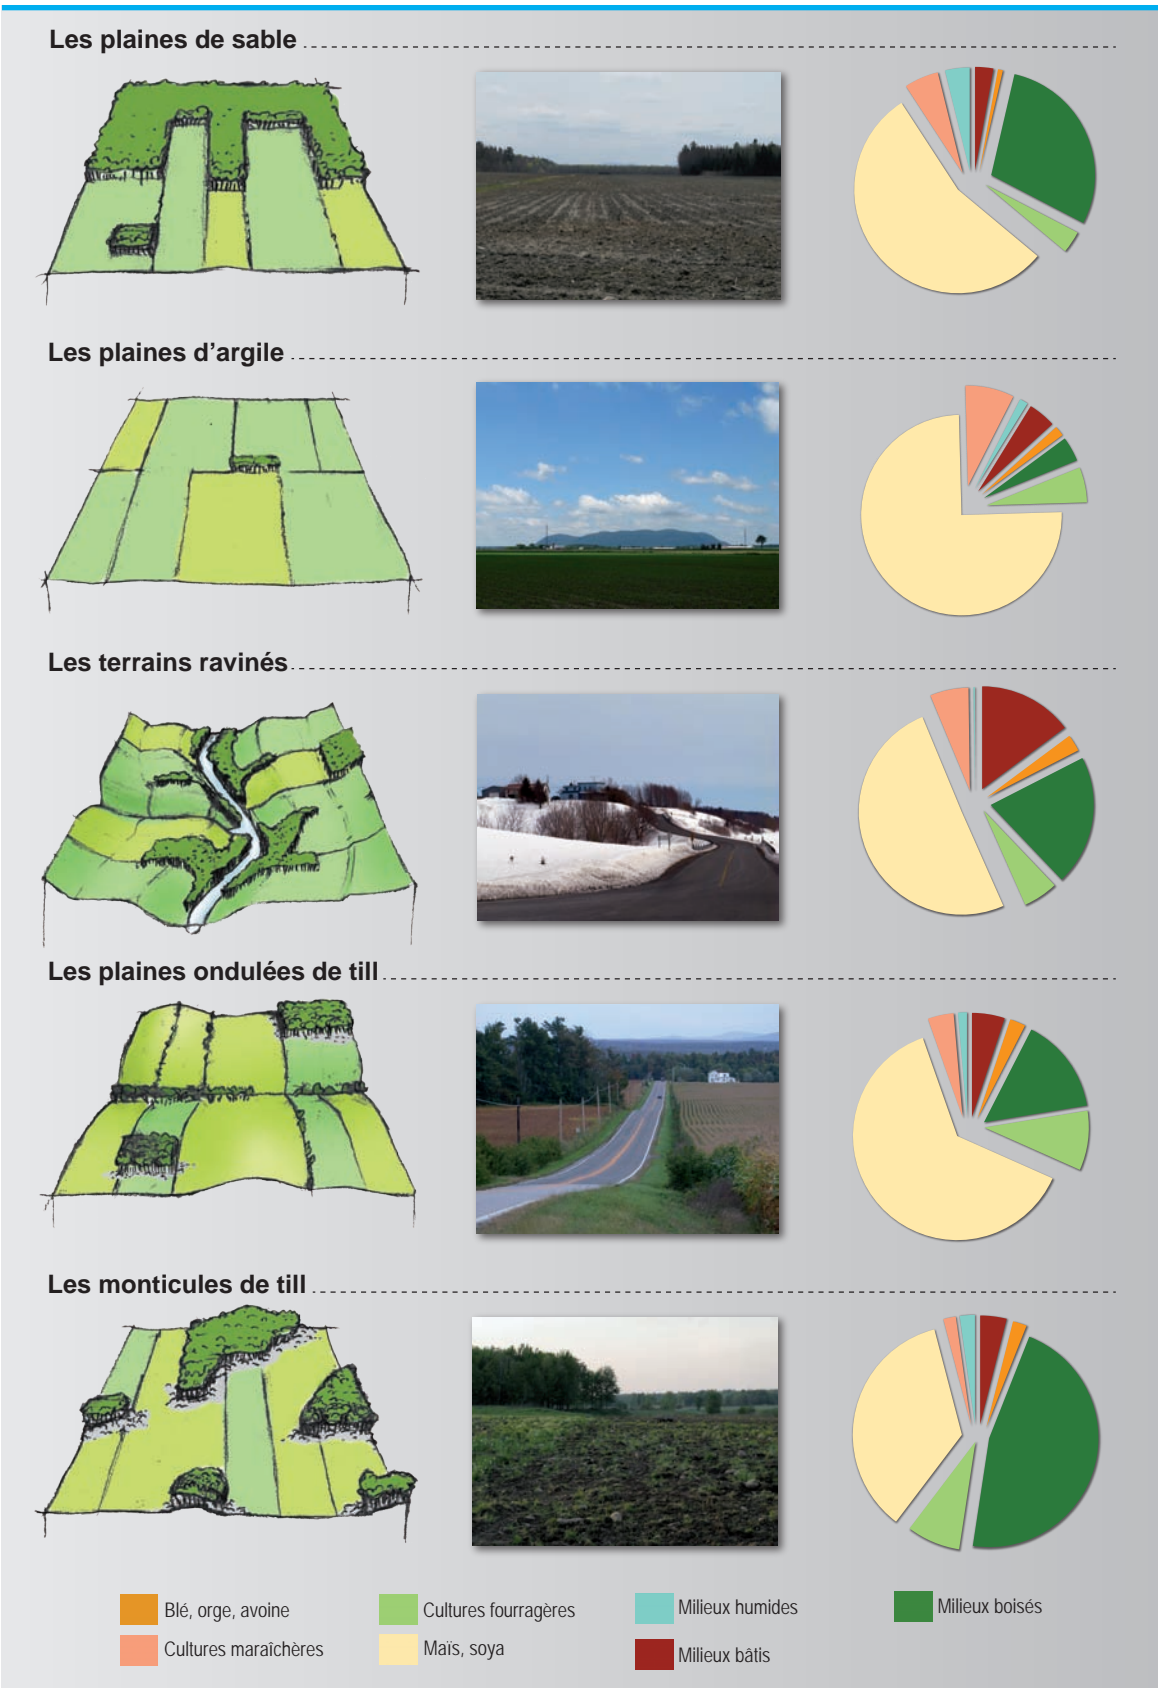 Les plaines de sable
Les plaines d’argile
Les terrains ravinés
Les plaines ondulées de till
Les monticules de till
Blé, orge, avoine
Cultures fourragères
Milieux humides
Milieux boisés
Cultures maraîchères
Maïs, soya
Milieux bâtis